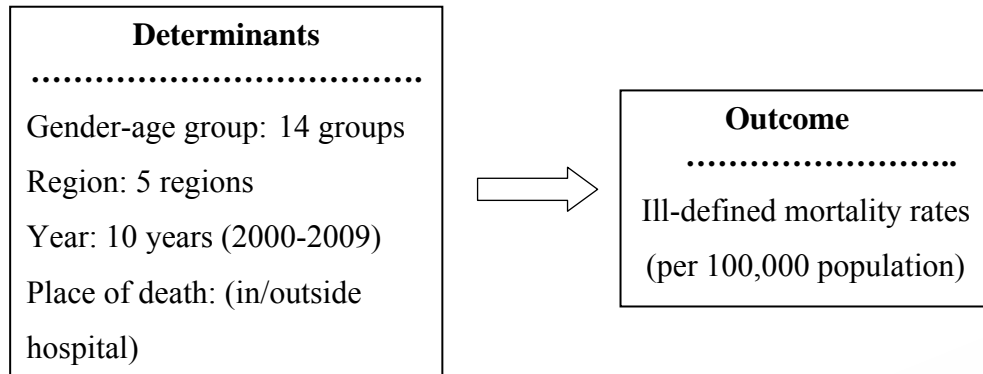 Determinants
………………………………….
Gender-age group: 14 groups
Region: 5 regions
Year: 10 years (2000-2009)
Place of death: (in/outside
hospital)
Outcome
……………………..
Ill-defined mortality rates
(per 100,000 population)